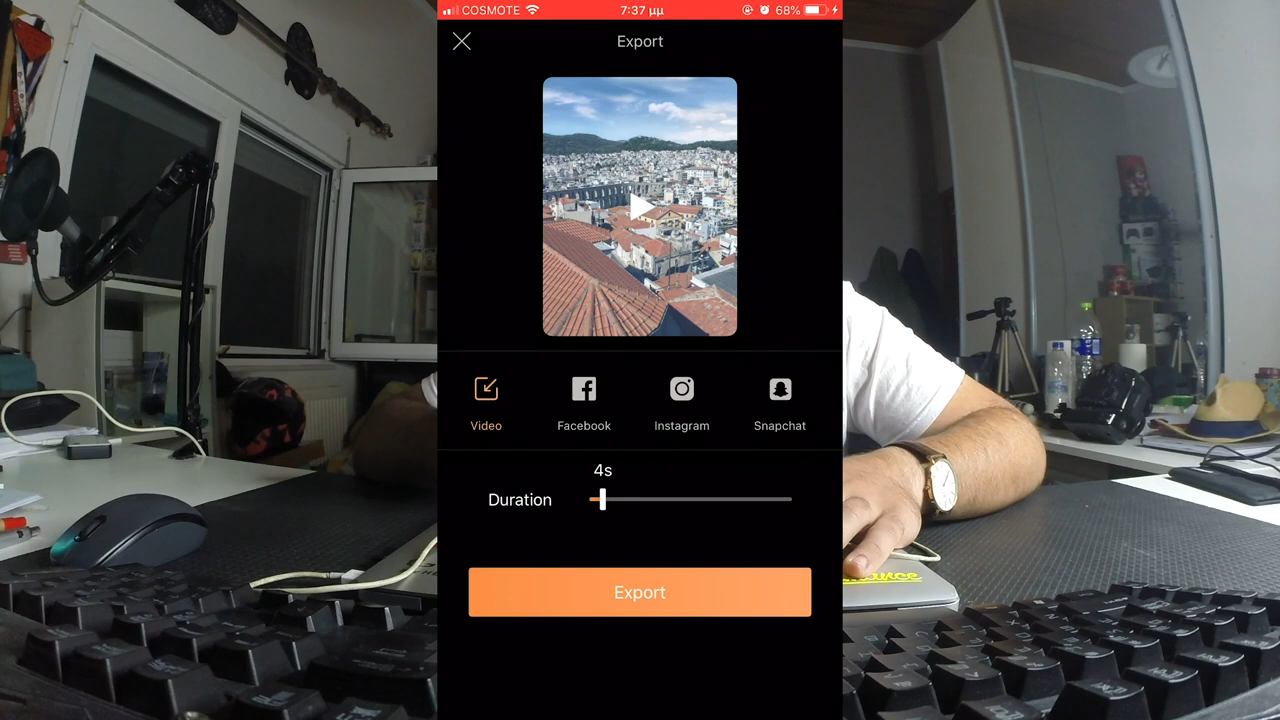 COSMOTE 7:37 μμ 68%
Export
Video Facebook Instagram Snapchat
4s
Duration
Export